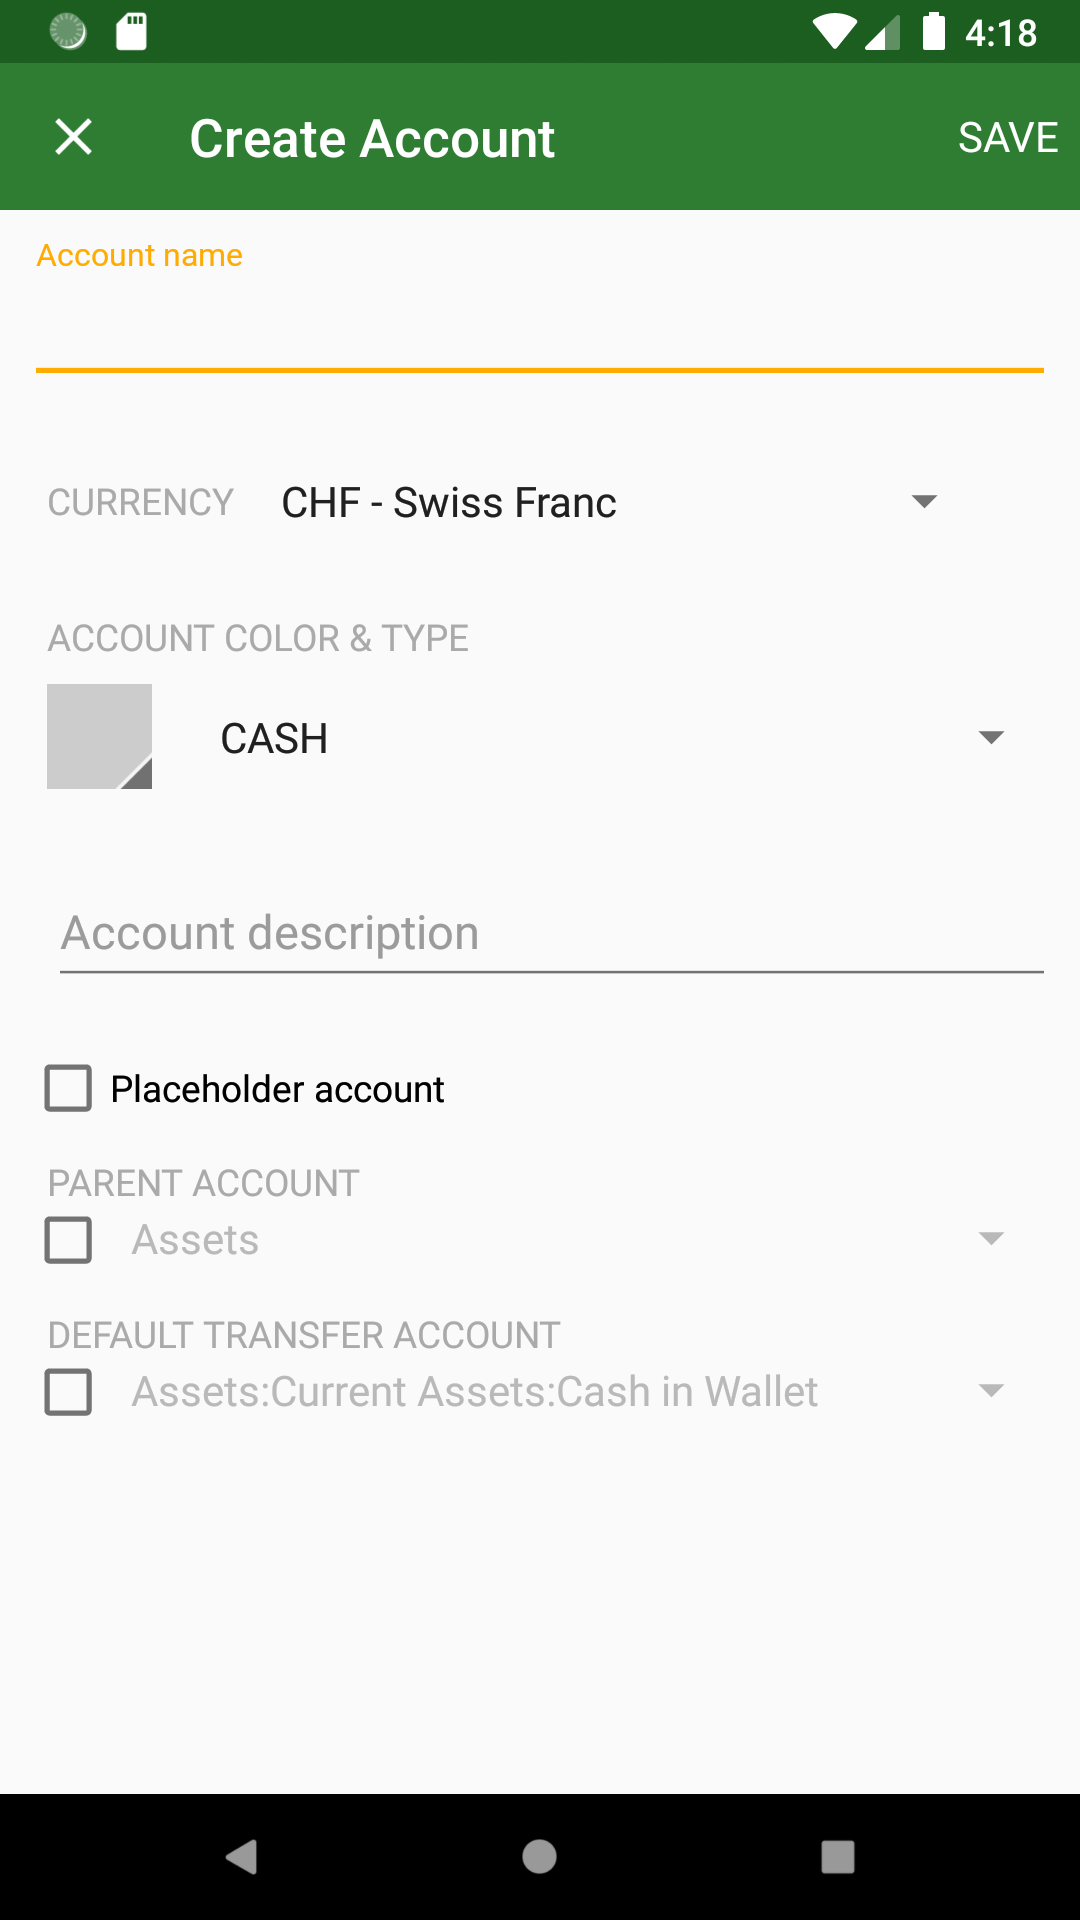 4:18
Create Account
SAVE
Account name
CURRENCY
CHF - Swiss Franc
ACCOUNT COLOR & TYPE
CASH
Account description
Placeholder account
PARENT ACCOUNT
Assets
DEFAULT TRANSFER ACCOUNT
Assets:Current Assets:Cash in Wallet